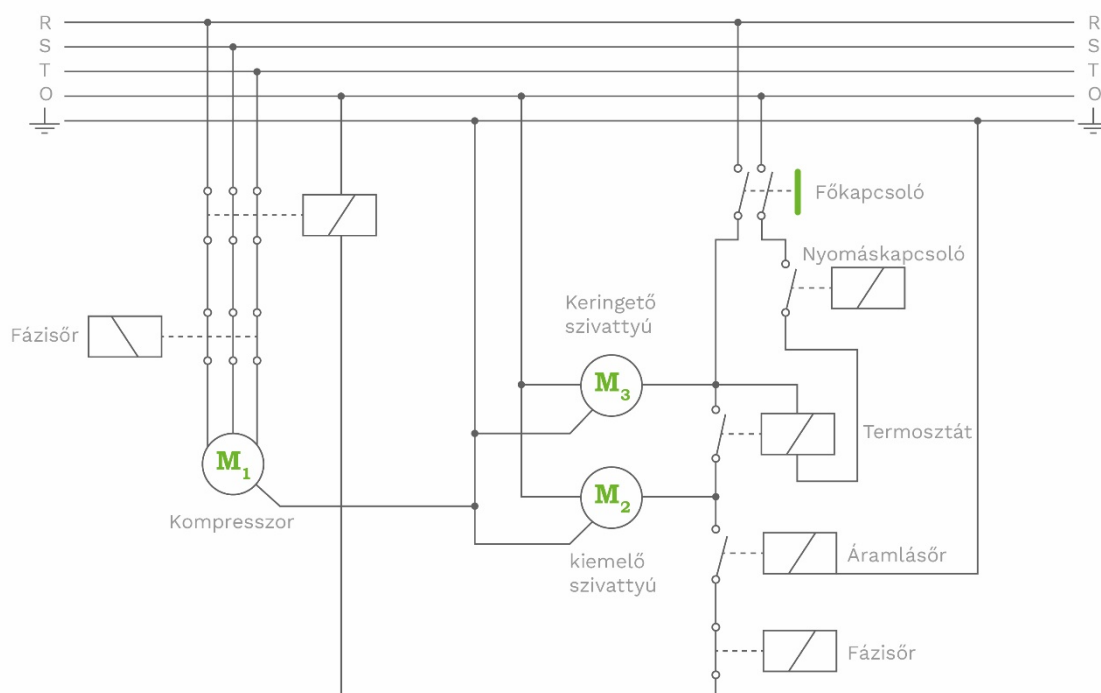 R
R
S
S
T
T
O
O
Főkapcsoló
Nyomáskapcsoló
Keringető
szivattyú
Fázisőr
M3
Termosztát
M1
M2
Kompresszor
Áramlásőr
kiemelő
szivattyú
Fázisőr